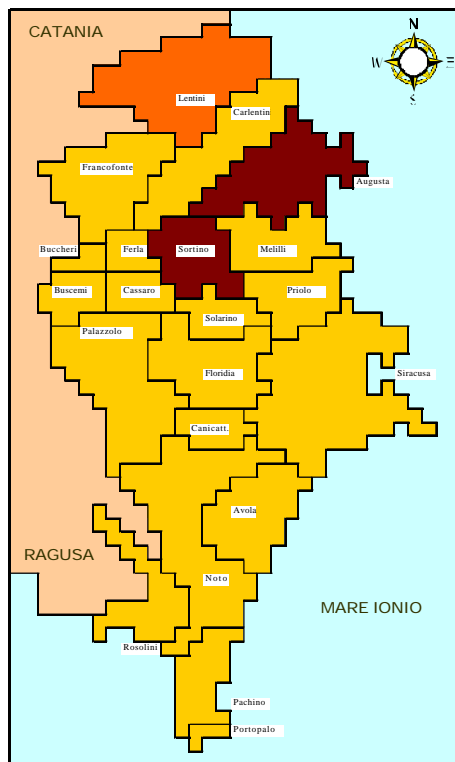 CATANIA
N
W
E
S
Lentini
Carlentin
Francofonte
Augusta
Buccheri
Ferla
Sortino
Melilli
Buscemi
Cassaro
Priolo
Solarino
Palazzolo
Floridia
Siracusa
Canicatt.
Avola
RAGUSA
Noto
MARE IONIO
Rosolini
Pachino
Portopalo